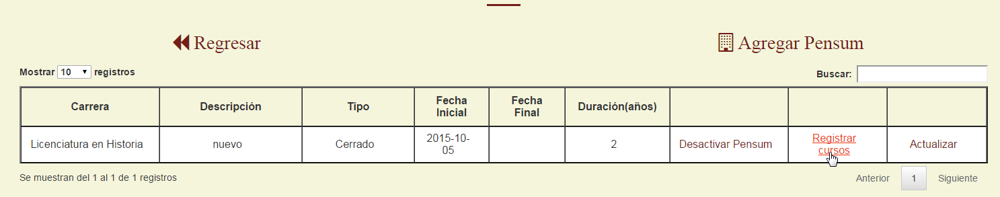 Regresar
Agregar Pensum
Mostrar 10 registros
Buscar:
Carrera
Descripción
Tipo
Fecha
Inicial
Fecha
Final
Duración(años)
Licenciatura en Historia
nuevo
Cerrado
2015-10-
05
2
Desactivar Pensum
Registrar
cursos
Actualizar
Se muestran del 1 al 1 de 1 registros
Anterior
1
Siguiente